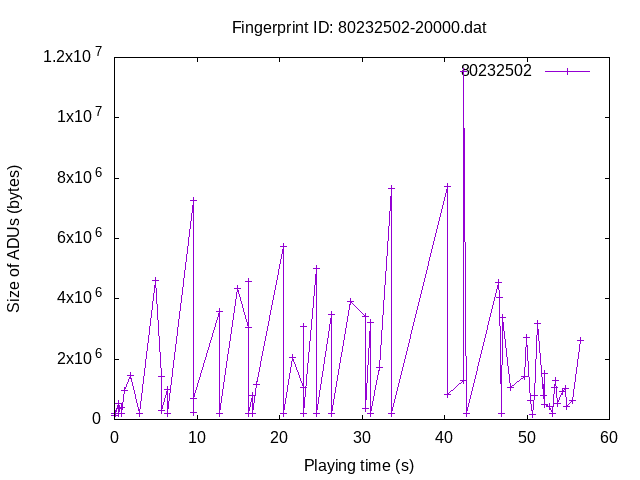 Fingerprint ID: 80232502-20000.dat
1.2x10^7
80232502
1x10^7
8x10^6
6x10^6
4x10^6
2x10^6
0
0 10 20 30 40 50 60
Size of ADUs (bytes)
Playing time (s)